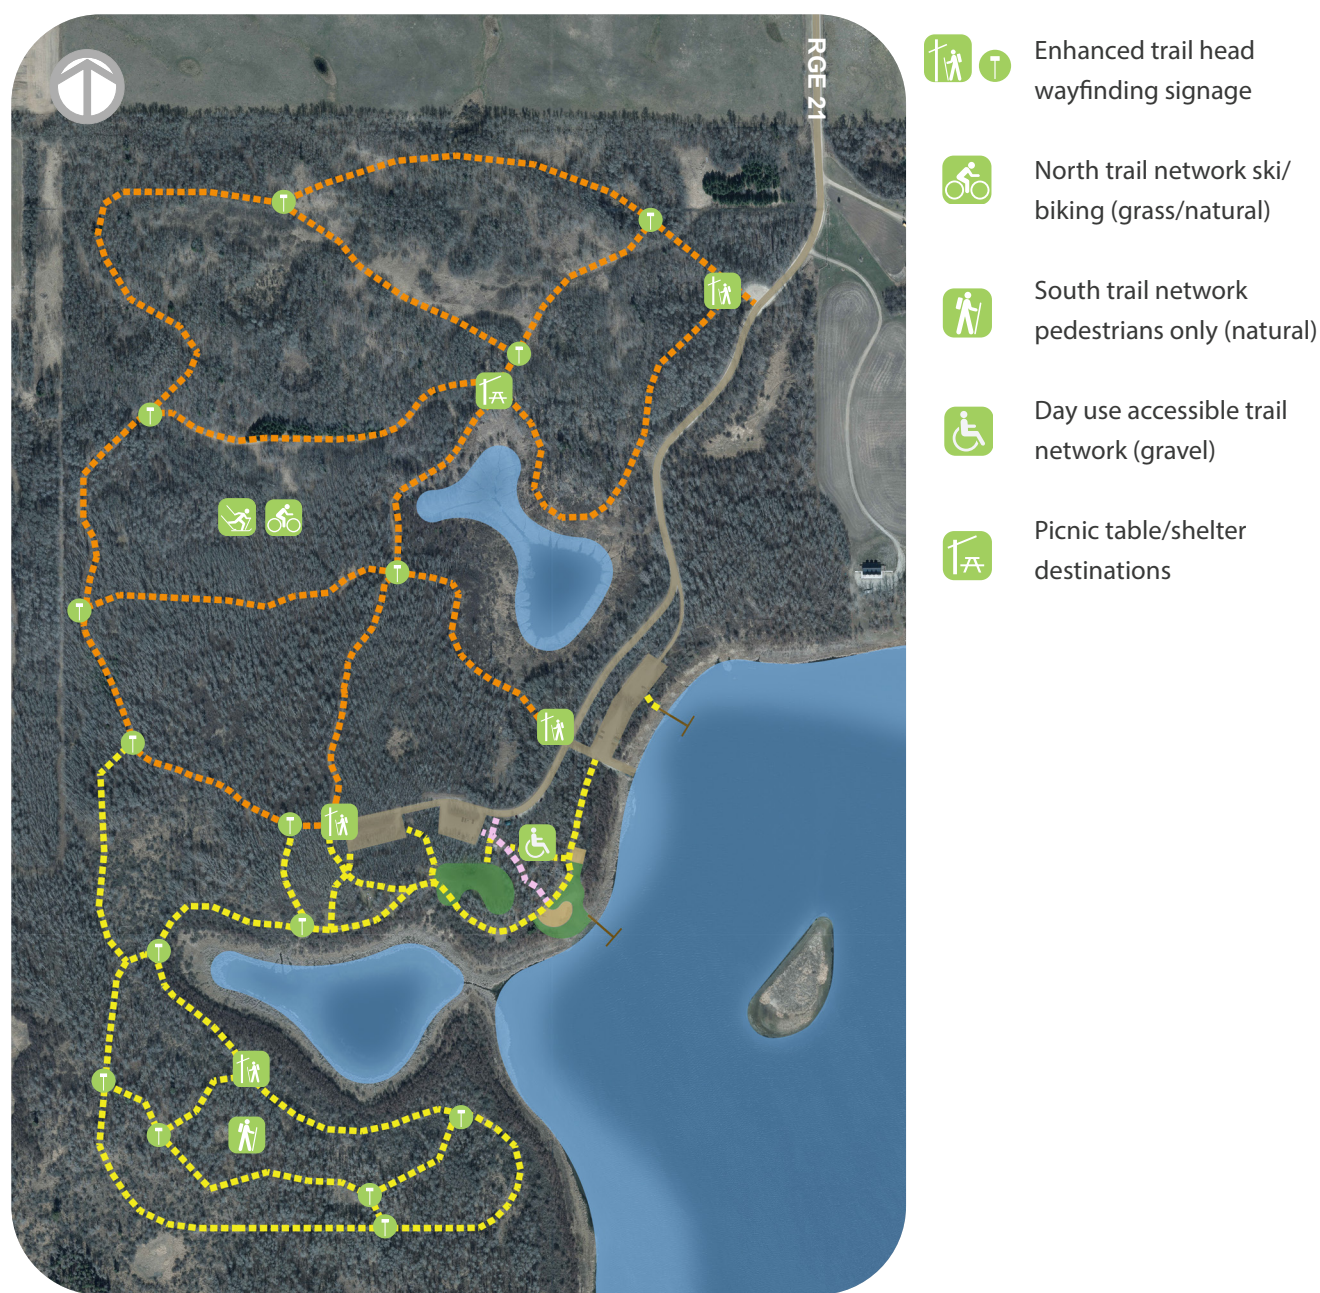 RGE 21
Enhanced trail head
wayfinding signage
North trail network ski/
biking (grass/natural)
South trail network
pedestrians only (natural)
Day use accessible trail
network (gravel)
Picnic table/shelter
destinations